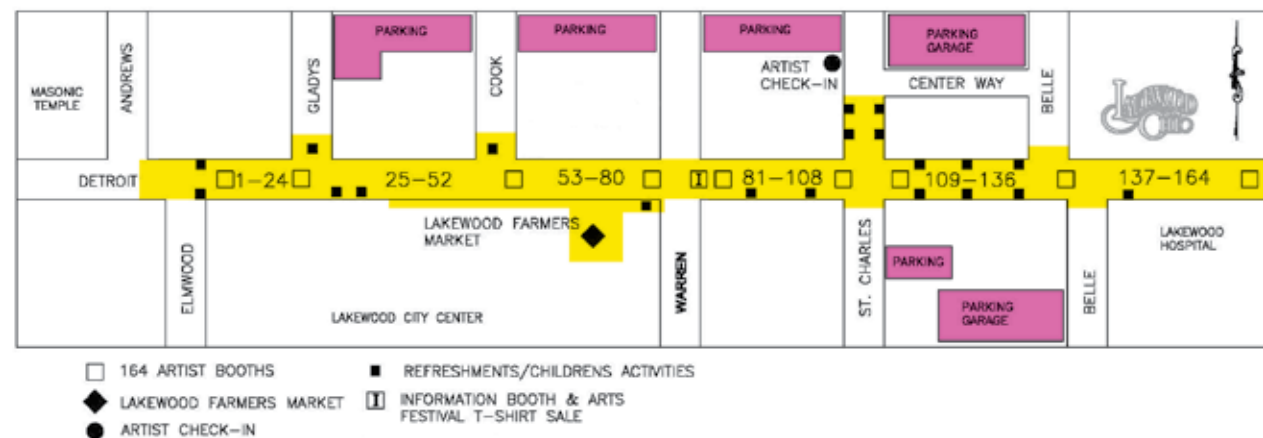 PARKING
PARKING
PARKING
PARKING
GARAGE
MASONIC
TEMPLE
ANDREWS
GLADYS
COOK
ARTIST
CHECK-IN
CENTER WAY
BELLE
LAKEWOOD
OHIO
DETROIT
1-24
25-52
53-80
I
81-108
109-136
137-164
LAKEWOOD FARMERS
MARKET
LAKEWOOD
HOSPITAL
ELMWOOD
WARREN
ST. CHARLES
PARKING
BELLE
PARKING
GARAGE
LAKEWOOD CITY CENTER
164 ARTIST BOOTHS
REFRESHMENTS/CHILDRENS ACTIVITIES
LAKEWOOD FARMERS MARKET
I
INFORMATION BOOTH & ARTS
FESTIVAL T-SHIRT SALE
ARTIST CHECK-IN